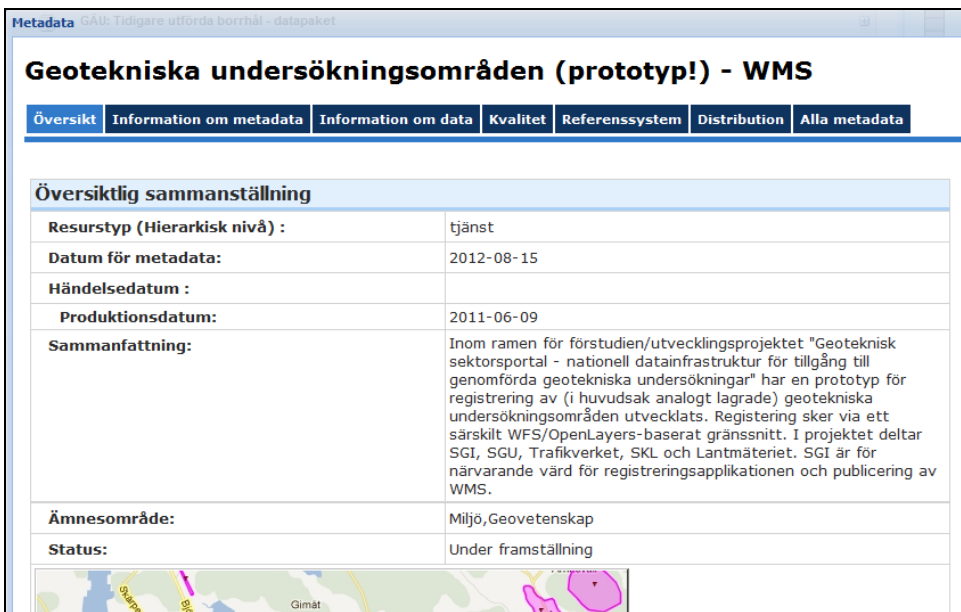 Metadata GAU: Tidigare utförda borrhål - datapaket
Geotekniska undersökningsområden (prototyp!) - WMS
Översikt Information om metadata Information om data Kvalitet Referenssystem Distribution Alla metadata
Översiktlig sammanställning
Resurstyp (Hierarkisk nivå) : tjänst
Datum för metadata: 2012-08-15
Händelsedatum :
Produktionsdatum: 2011-06-09
Sammanfattning: Inom ramen för förstudien/utvecklingsprojektet "Geoteknisk
sektorsportal - nationell datainfrastruktur för tillgång till
genomförda geotekniska undersökningar" har en prototyp för
registrering av (i huvudsak analogt lagrade) geotekniska
undersökningsområden utvecklats. Registering sker via ett
särskilt WFS/OpenLayers-baserat gränssnitt. I projektet deltar
SGI, SGU, Trafikverket, SKL och Lantmäteriet. SGI är för
närvarande värd för registreringsapplikationen och publicering av
WMS.
Ämnesområde: Miljö,Geovetenskap
Status: Under framställning
Gimåt